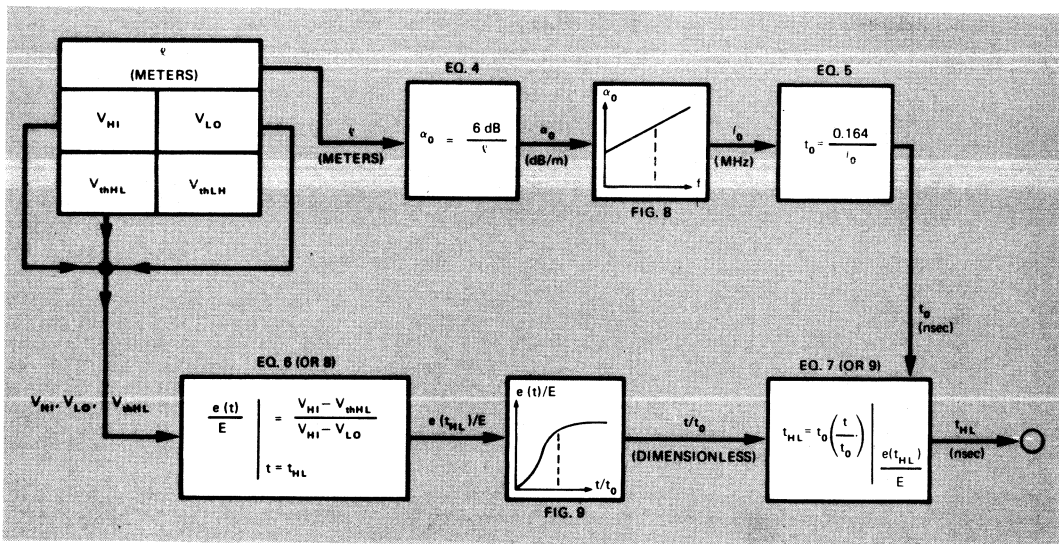 ℓ
(METERS)
V_HI
V_LO
V_thHL
V_thLH
ℓ
(METERS)
EQ. 4
α₀ = 6 dB / ℓ
α₀
(dB/m)
α₀
f
FIG. 8
f₀
(MHz)
EQ. 5
t₀ = 0.164 / f₀
t₀
(nsec)
V_HI, V_LO, V_thHL
EQ. 6 (OR 8)
e (t) / E | t = t_HL = V_HI – V_thHL / V_HI – V_LO
e (t_HL)/E
e (t)/E
t/t₀
FIG. 9
t/t₀
(DIMENSIONLESS)
EQ. 7 (OR 9)
t_HL = t₀ (t / t₀) | e(t_HL) / E
t_HL
(nsec)